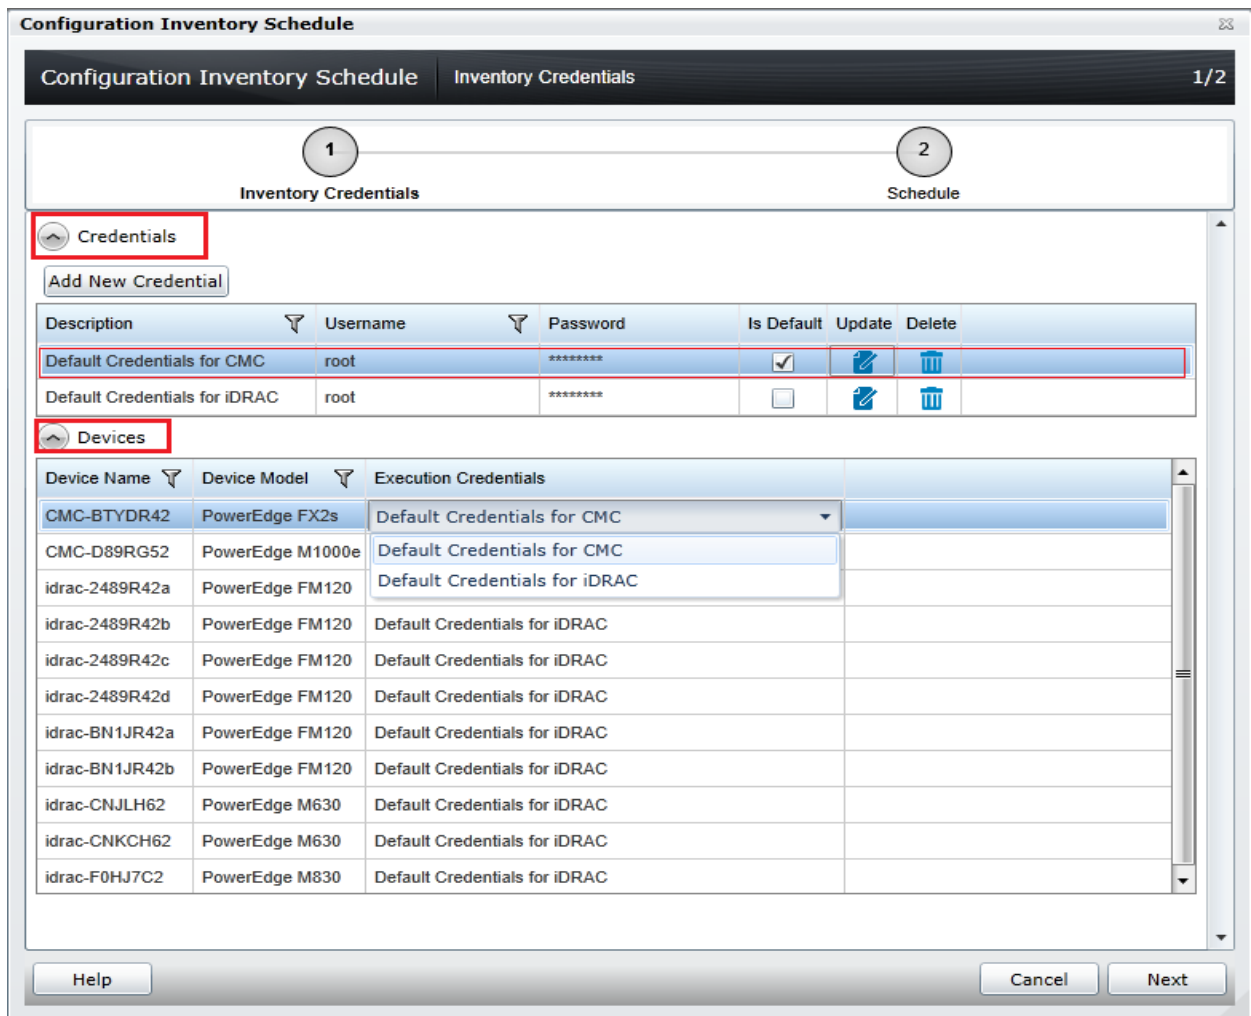 Configuration Inventory Schedule
Configuration Inventory Schedule Inventory Credentials 1/2
1 2
Inventory Credentials Schedule
Credentials
Add New Credential
Description Username Password Is Default Update Delete
Default Credentials for CMC root ********
Default Credentials for iDRAC root ********
Devices
Device Name Device Model Execution Credentials
CMC-BTYDR42 PowerEdge FX2s Default Credentials for CMC
CMC-D89RG52 PowerEdge M1000e Default Credentials for CMC
idrac-2489R42a PowerEdge FM120 Default Credentials for iDRAC
idrac-2489R42b PowerEdge FM120 Default Credentials for iDRAC
idrac-2489R42c PowerEdge FM120 Default Credentials for iDRAC
idrac-2489R42d PowerEdge FM120 Default Credentials for iDRAC
idrac-BN1JR42a PowerEdge FM120 Default Credentials for iDRAC
idrac-BN1JR42b PowerEdge FM120 Default Credentials for iDRAC
idrac-CNJLH62 PowerEdge M630 Default Credentials for iDRAC
idrac-CNKCH62 PowerEdge M630 Default Credentials for iDRAC
idrac-F0HJ7C2 PowerEdge M830 Default Credentials for iDRAC
Help Cancel Next